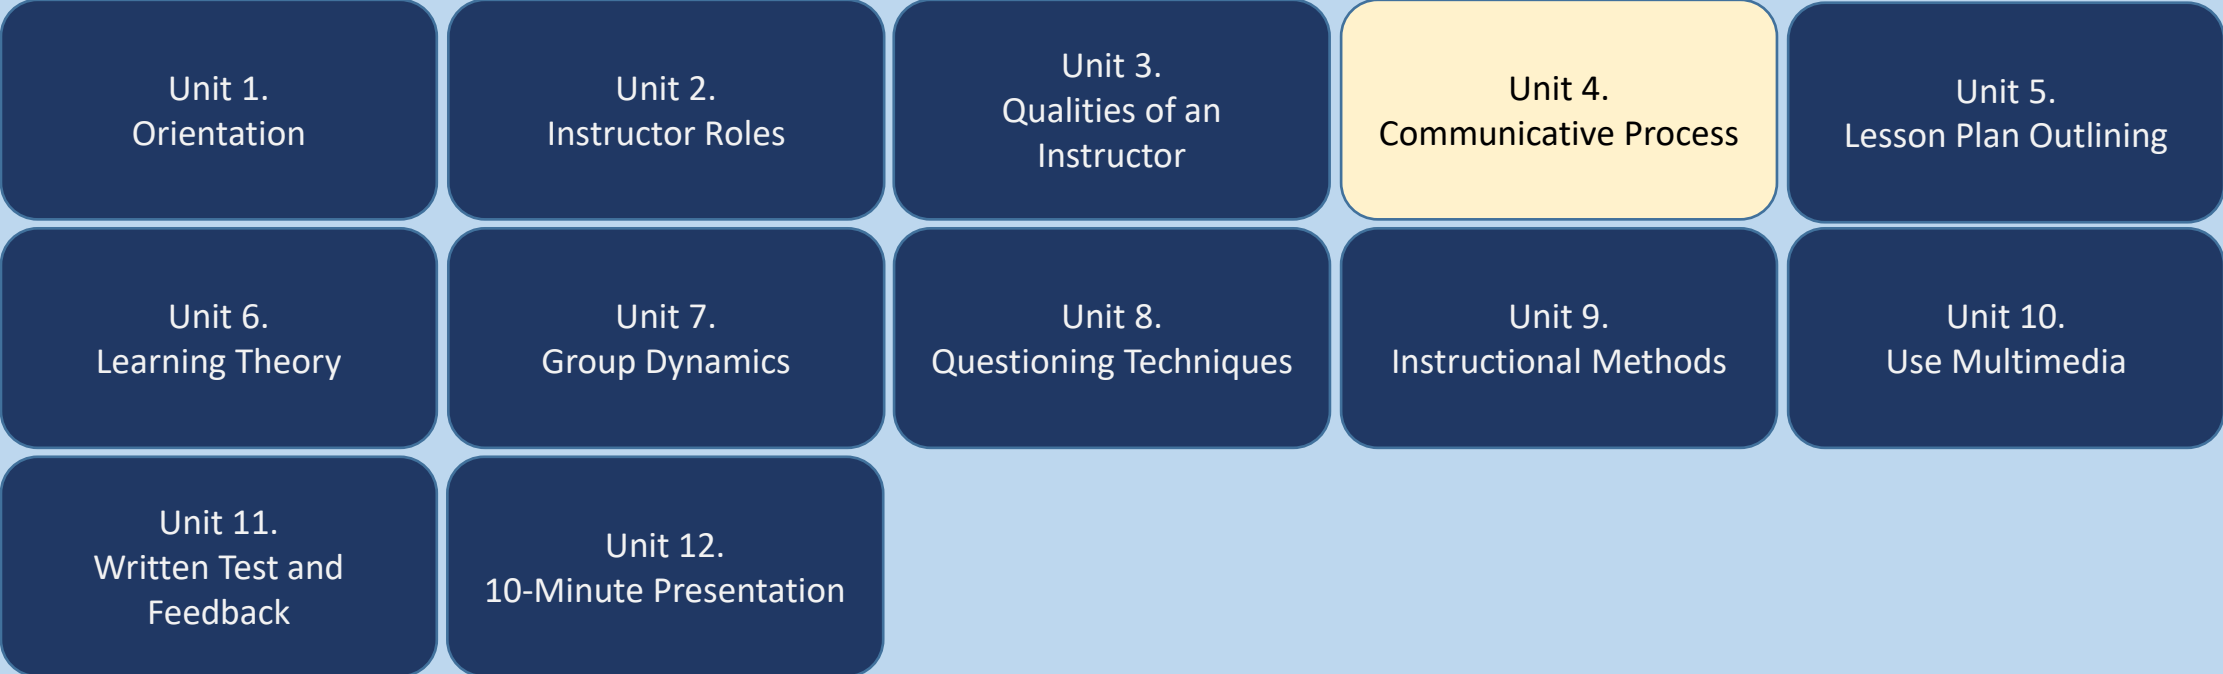 Unit 1.
Orientation
Unit 2.
Instructor Roles
Unit 3.
Qualities of an
Instructor
Unit 4.
Communicative Process
Unit 5.
Lesson Plan Outlining
Unit 6.
Learning Theory
Unit 7.
Group Dynamics
Unit 8.
Questioning Techniques
Unit 9.
Instructional Methods
Unit 10.
Use Multimedia
Unit 11.
Written Test and
Feedback
Unit 12.
10-Minute Presentation